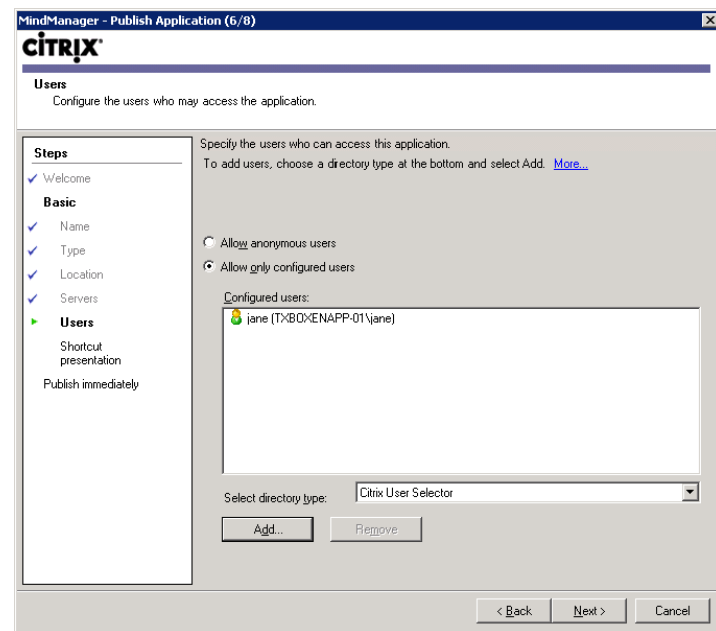 MindManager - Publish Application (6/8)
CİTRIX
Users
Configure the users who may access the application.
Steps
Welcome
Basic
Name
Type
Location
Servers
Users
Shortcut
presentation
Publish immediately
Specify the users who can access this application.
To add users, choose a directory type at the bottom and select Add. More...
Allow anonymous users
Allow only configured users
Configured users:
jane (TXBOXENAPP-01\jane)
Select directory type:
Citrix User Selector
Add...
Remove
< Back
Next >
Cancel